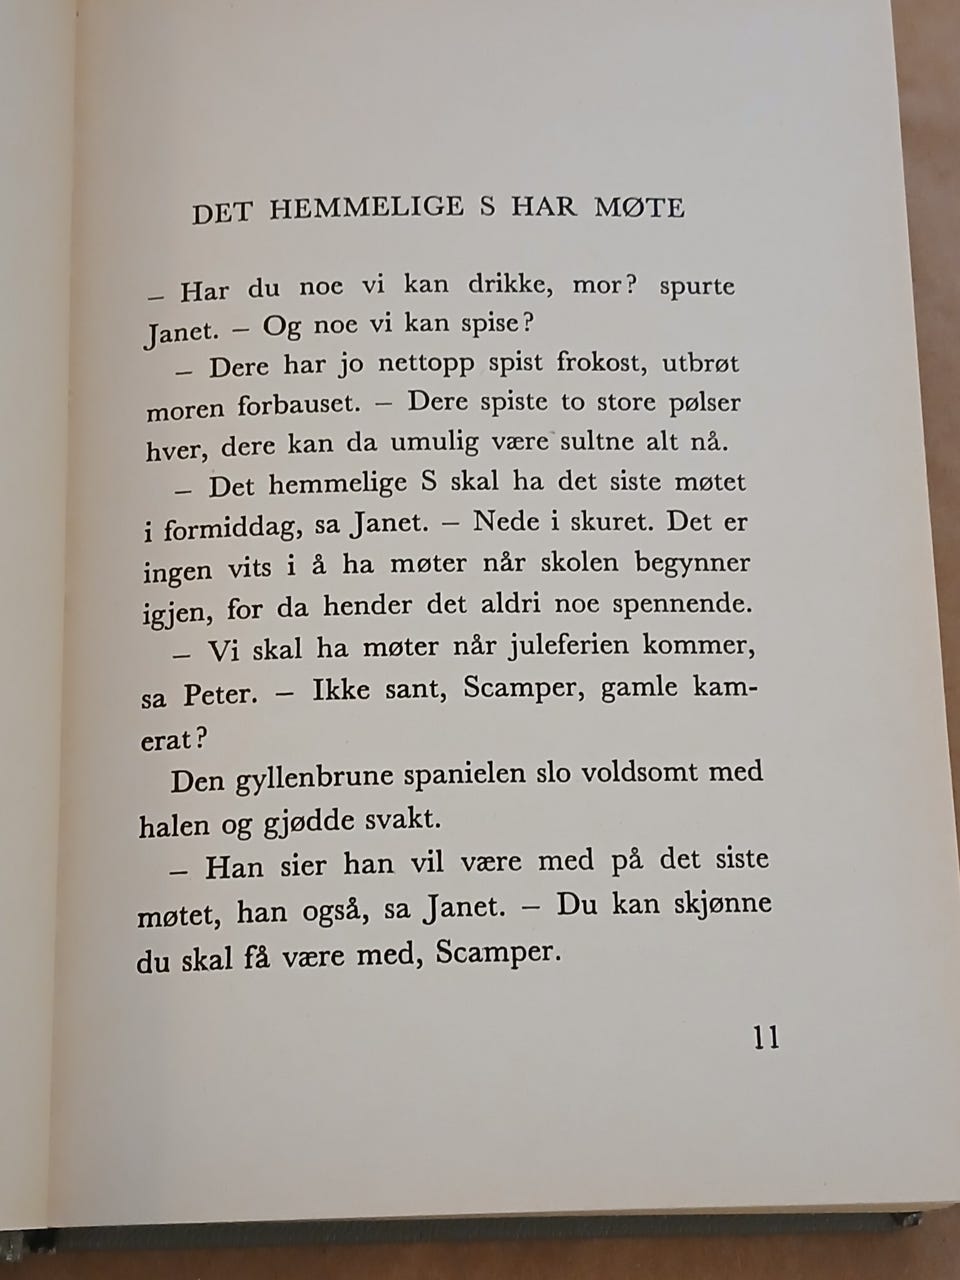 DET HEMMELIGE S HAR MØTE
– Har du noe vi kan drikke, mor? spurte
Janet. – Og noe vi kan spise?
– Dere har jo nettopp spist frokost, utbrøt
moren forbauset. – Dere spiste to store pølser
hver, dere kan da umulig være sultne alt nå.
– Det hemmelige S skal ha det siste møtet
i formiddag, sa Janet. – Nede i skuret. Det er
ingen vits i å ha møter når skolen begynner
igjen, for da hender det aldri noe spennende.
– Vi skal ha møter når juleferien kommer,
sa Peter. – Ikke sant, Scamper, gamle kam-
erat?
Den gyllenbrune spanielen slo voldsomt med
halen og gjødde svakt.
– Han sier han vil være med på det siste
møtet, han også, sa Janet. – Du kan skjønne
du skal få være med, Scamper.
11